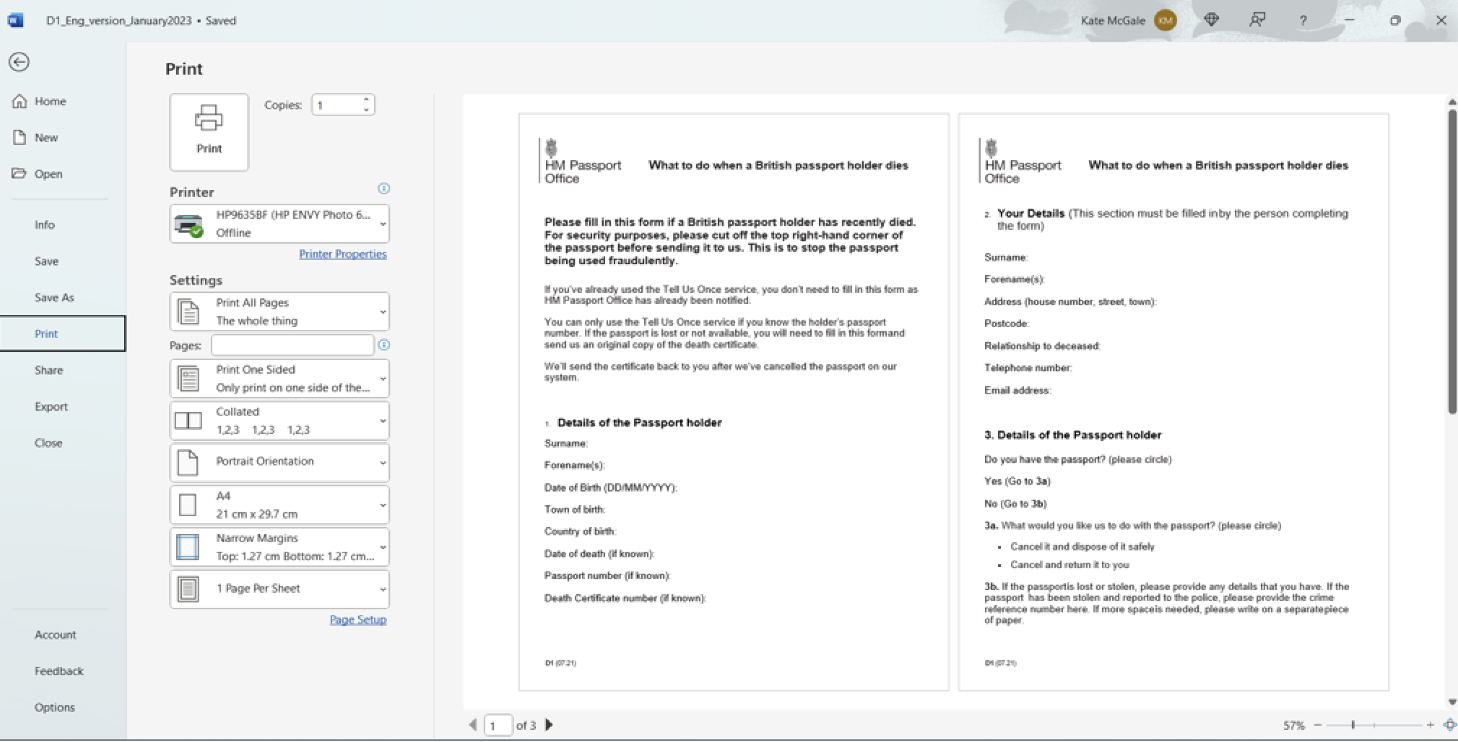 D1_Eng_version_January2023 • Saved
Kate McGale KM
?
Home
New
Open
Info
Save
Save As
Print
Share
Export
Close
Account
Feedback
Options
Print
Print
Copies: 1
Printer
HP9635BF (HP ENVY Photo 6...
Offline
Printer Properties
Settings
Print All Pages
The whole thing
Pages:
Print One Sided
Only print on one side of the...
Collated
1,2,3 1,2,3 1,2,3
Portrait Orientation
A4
21 cm x 29.7 cm
Narrow Margins
Top: 1.27 cm Bottom: 1.27 cm...
1 Page Per Sheet
Page Setup
HM Passport
Office
What to do when a British passport holder dies
Please fill in this form if a British passport holder has recently died.
For security purposes, please cut off the top right-hand corner of
the passport before sending it to us. This is to stop the passport
being used fraudulently.
If you've already used the Tell Us Once service, you don't need to fill in this form as
HM Passport Office has already been notified.
You can only use the Tell Us Once service if you know the holder's passport
number. If the passport is lost or not available, you will need to fill in this formand
send us an original copy of the death certificate.
We'll send the certificate back to you after we've cancelled the passport on our
system.
1. Details of the Passport holder
Surname:
Forename(s):
Date of Birth (DD/MM/YYYY):
Town of birth:
Country of birth:
Date of death (if known):
Passport number (if known):
Death Certificate number (if known):
D1 (07.21)
HM Passport
Office
What to do when a British passport holder dies
2. Your Details (This section must be filled inby the person completing
the form)
Surname:
Forename(s):
Address (house number, street, town):
Postcode:
Relationship to deceased:
Telephone number:
Email address:
3. Details of the Passport holder
Do you have the passport? (please circle)
Yes (Go to 3a)
No (Go to 3b)
3a. What would you like us to do with the passport? (please circle)
• Cancel it and dispose of it safely
• Cancel and return it to you
3b. If the passportis lost or stolen, please provide any details that you have. If the
passport has been stolen and reported to the police, please provide the crime
reference number here. If more spaceis needed, please write on a separatepiece
of paper.
D1 (07.21)
1 of 3
57%